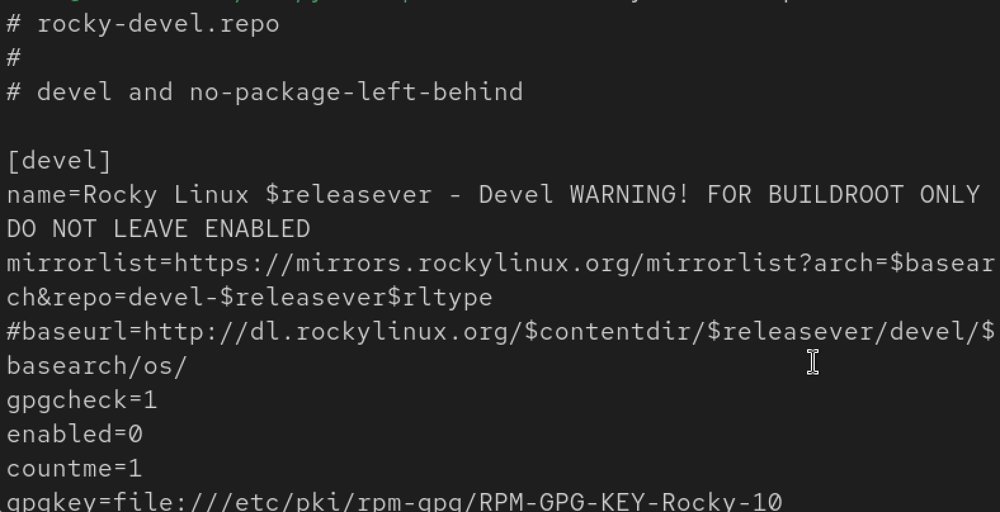 # rocky-devel.repo
#
# devel and no-package-left-behind

[devel]
name=Rocky Linux $releasever - Devel WARNING! FOR BUILDROOT ONLY
DO NOT LEAVE ENABLED
mirrorlist=https://mirrors.rockylinux.org/mirrorlist?arch=$basear
ch&repo=devel-$releasever$rltype
#baseurl=http://dl.rockylinux.org/$contentdir/$releasever/devel/$
basearch/os/
gpgcheck=1
enabled=0
countme=1
gpgkey=file:///etc/pki/rpm-gpg/RPM-GPG-KEY-Rocky-10